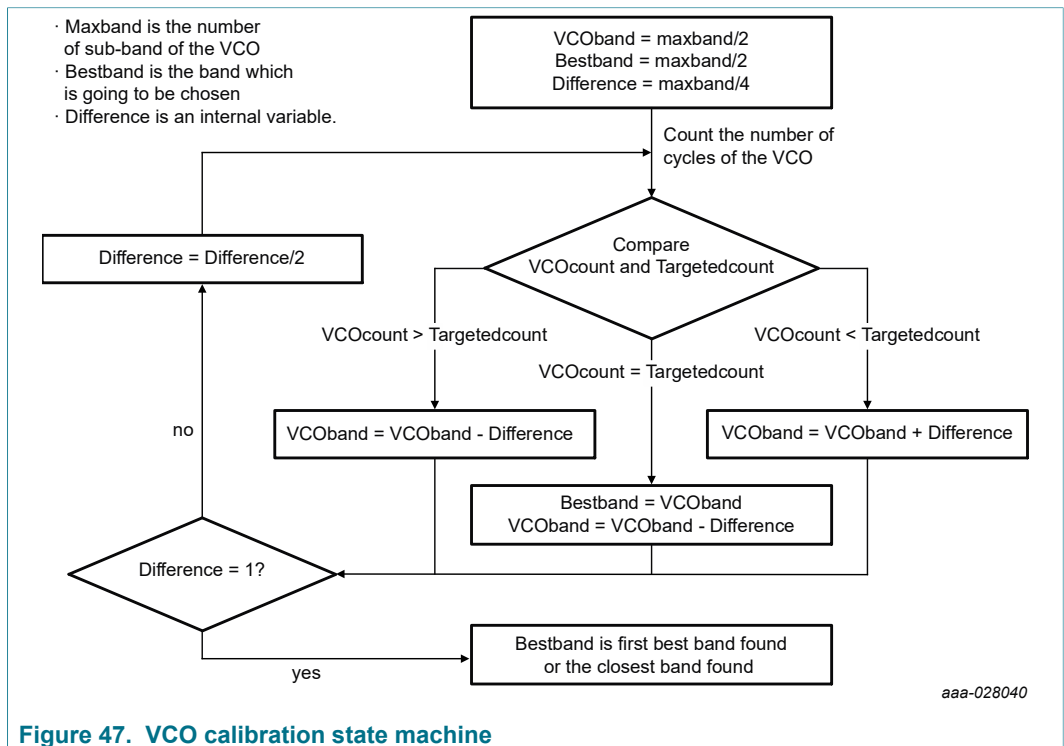 · Maxband is the number
of sub-band of the VCO
· Bestband is the band which
is going to be chosen
· Difference is an internal variable.
VCOband = maxband/2
Bestband = maxband/2
Difference = maxband/4
Count the number of
cycles of the VCO
Difference = Difference/2
Compare
VCOcount and Targetedcount
VCOcount > Targetedcount
VCOcount < Targetedcount
VCOcount = Targetedcount
no
VCOband = VCOband - Difference
VCOband = VCOband + Difference
Bestband = VCOband
VCOband = VCOband - Difference
Difference = 1?
yes
Bestband is first best band found
or the closest band found
aaa-028040
Figure 47. VCO calibration state machine